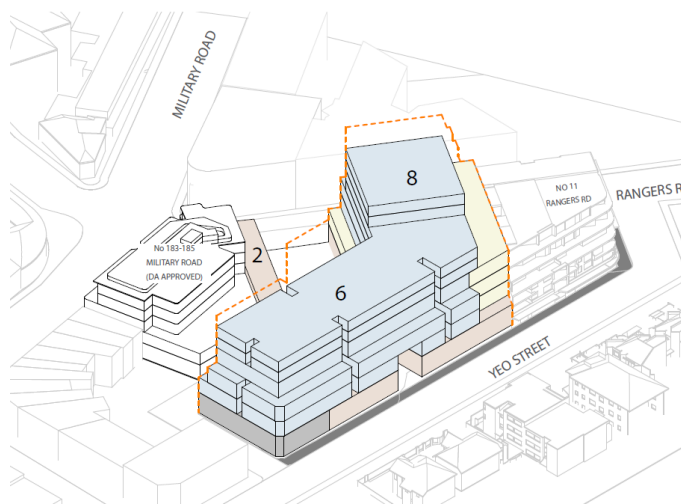 MILITARY ROAD
8
NO 11
RANGERS RD
RANGERS R
2
No 183-185
MILITARY ROAD
(DA APPROVED)
6
YEO STREET